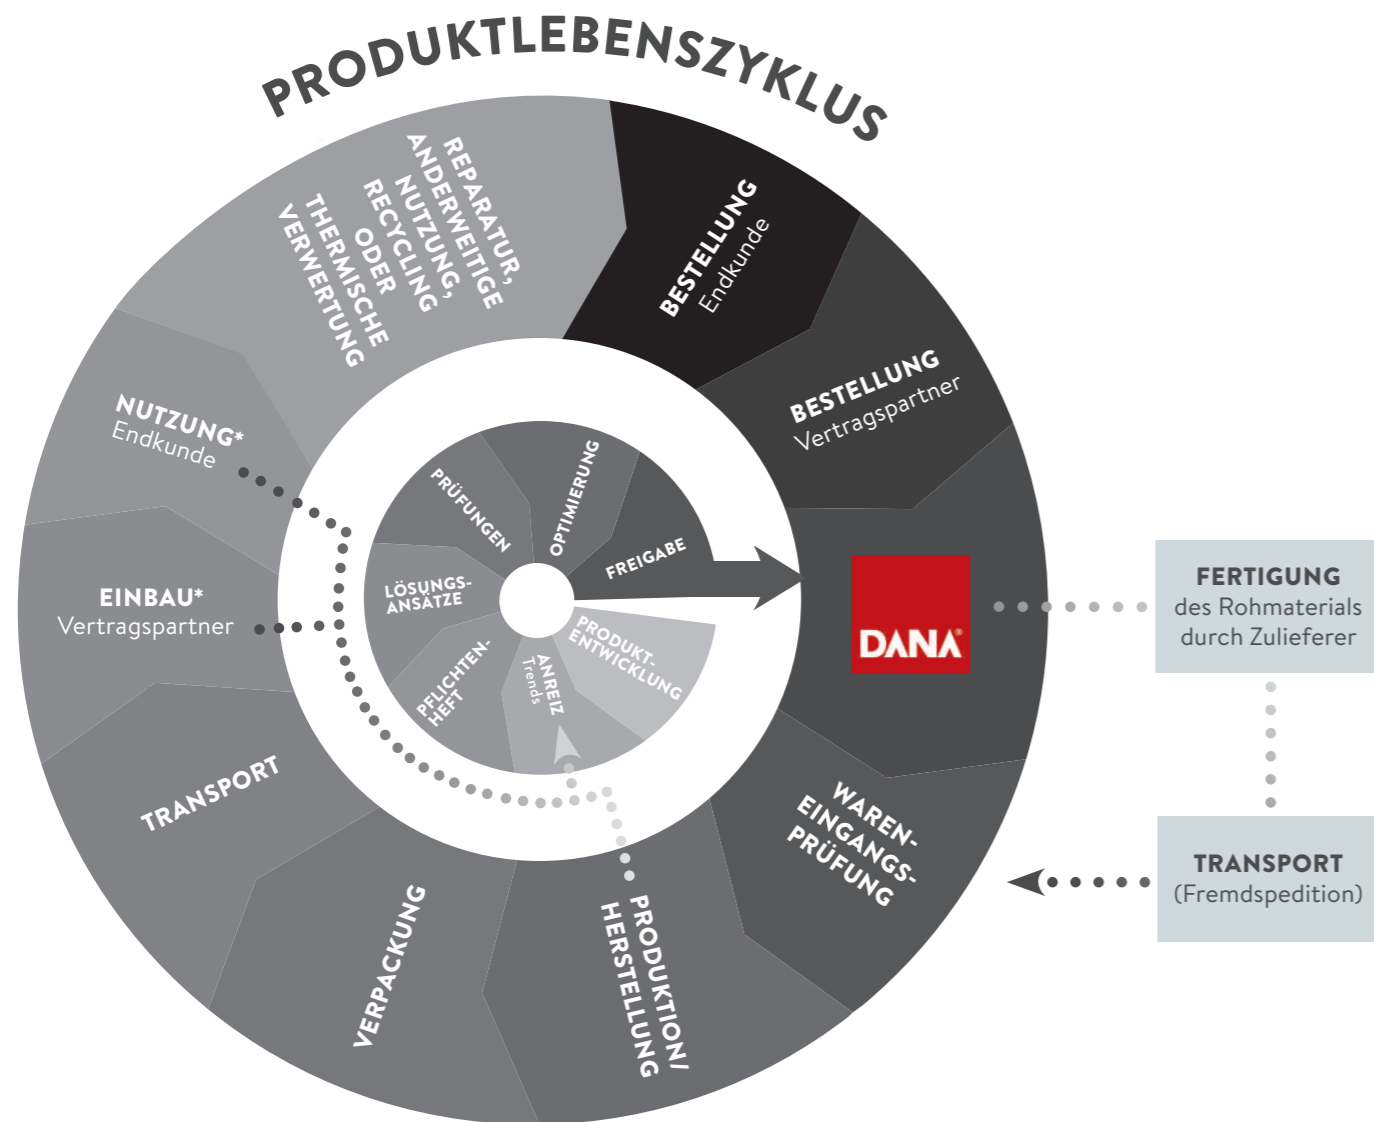 PRODUKTLEBENSZYKLUS
BESTELLUNG
Endkunde
BESTELLUNG
Vertragspartner
DANA®
FERTIGUNG
des Rohmaterials
durch Zulieferer
TRANSPORT
(Fremdspedition)
WAREN-
EINGANGS-
PRÜFUNG
PRODUKTION/
HERSTELLUNG
VERPACKUNG
TRANSPORT
EINBAU*
Vertragspartner
NUTZUNG*
Endkunde
REPARATUR,
ANDERWEITIGE
NUTZUNG,
RECYCLING
ODER
THERMISCHE
VERWERTUNG
PRODUKT-
ENTWICKLUNG
ANREIZ
Trends
PFLICHTEN-
HEFT
LÖSUNGS-
ANSÄTZE
PRÜFUNGEN
OPTIMIERUNG
FREIGABE